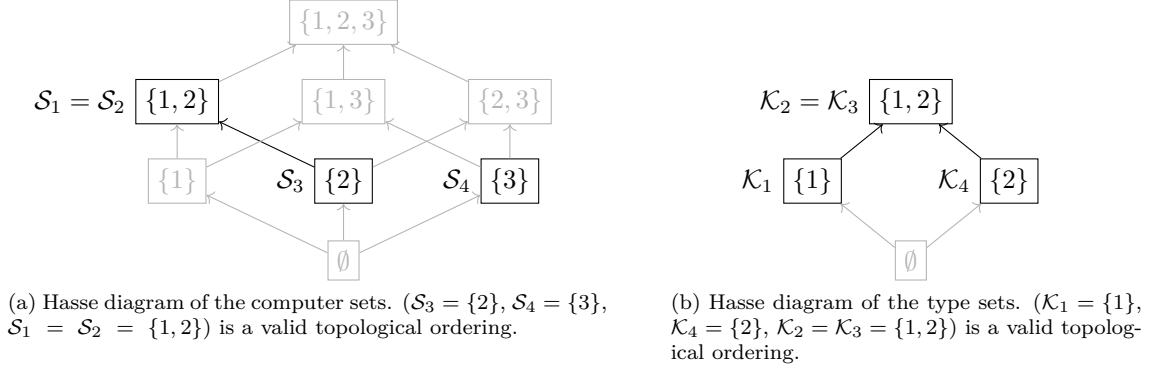 {1, 2, 3}
S₁ = S₂ {1, 2} {1, 3} {2, 3}
{1} S₃ {2} S₄ {3}
∅
(a) Hasse diagram of the computer sets. (S₃ = {2}, S₄ = {3},
S₁ = S₂ = {1, 2}) is a valid topological ordering.
K₂ = K₃ {1, 2}
K₁ {1} K₄ {2}
∅
(b) Hasse diagram of the type sets. (K₁ = {1},
K₄ = {2}, K₂ = K₃ = {1, 2}) is a valid topolog-
ical ordering.